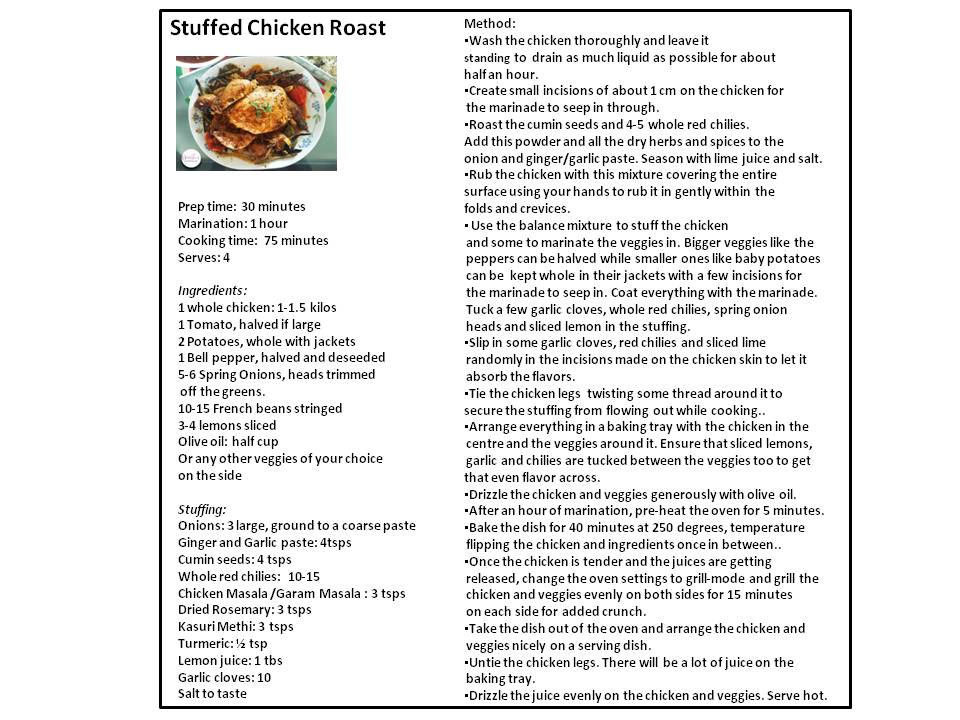 Stuffed Chicken Roast
Prep time: 30 minutes
Marination: 1 hour
Cooking time: 75 minutes
Serves: 4
Ingredients:
1 whole chicken: 1-1.5 kilos
1 Tomato, halved if large
2 Potatoes, whole with jackets
1 Bell pepper, halved and deseeded
5-6 Spring Onions, heads trimmed
off the greens.
10-15 French beans stringed
3-4 lemons sliced
Olive oil: half cup
Or any other veggies of your choice
on the side
Stuffing:
Onions: 3 large, ground to a coarse paste
Ginger and Garlic paste: 4tsps
Cumin seeds: 4 tsps
Whole red chilies: 10-15
Chicken Masala /Garam Masala : 3 tsps
Dried Rosemary: 3 tsps
Kasuri Methi: 3 tsps
Turmeric: ½ tsp
Lemon juice: 1 tbs
Garlic cloves: 10
Salt to taste
Method:
▪Wash the chicken thoroughly and leave it
standing to drain as much liquid as possible for about
half an hour.
▪Create small incisions of about 1 cm on the chicken for
the marinade to seep in through.
▪Roast the cumin seeds and 4-5 whole red chilies.
Add this powder and all the dry herbs and spices to the
onion and ginger/garlic paste. Season with lime juice and salt.
▪Rub the chicken with this mixture covering the entire
surface using your hands to rub it in gently within the
folds and crevices.
▪ Use the balance mixture to stuff the chicken
and some to marinate the veggies in. Bigger veggies like the
peppers can be halved while smaller ones like baby potatoes
can be kept whole in their jackets with a few incisions for
the marinade to seep in. Coat everything with the marinade.
Tuck a few garlic cloves, whole red chilies, spring onion
heads and sliced lemon in the stuffing.
▪Slip in some garlic cloves, red chilies and sliced lime
randomly in the incisions made on the chicken skin to let it
absorb the flavors.
▪Tie the chicken legs twisting some thread around it to
secure the stuffing from flowing out while cooking..
▪Arrange everything in a baking tray with the chicken in the
centre and the veggies around it. Ensure that sliced lemons,
garlic and chilies are tucked between the veggies too to get
that even flavor across.
▪Drizzle the chicken and veggies generously with olive oil.
▪After an hour of marination, pre-heat the oven for 5 minutes.
▪Bake the dish for 40 minutes at 250 degrees, temperature
flipping the chicken and ingredients once in between..
▪Once the chicken is tender and the juices are getting
released, change the oven settings to grill-mode and grill the
chicken and veggies evenly on both sides for 15 minutes
on each side for added crunch.
▪Take the dish out of the oven and arrange the chicken and
veggies nicely on a serving dish.
▪Untie the chicken legs. There will be a lot of juice on the
baking tray.
▪Drizzle the juice evenly on the chicken and veggies. Serve hot.